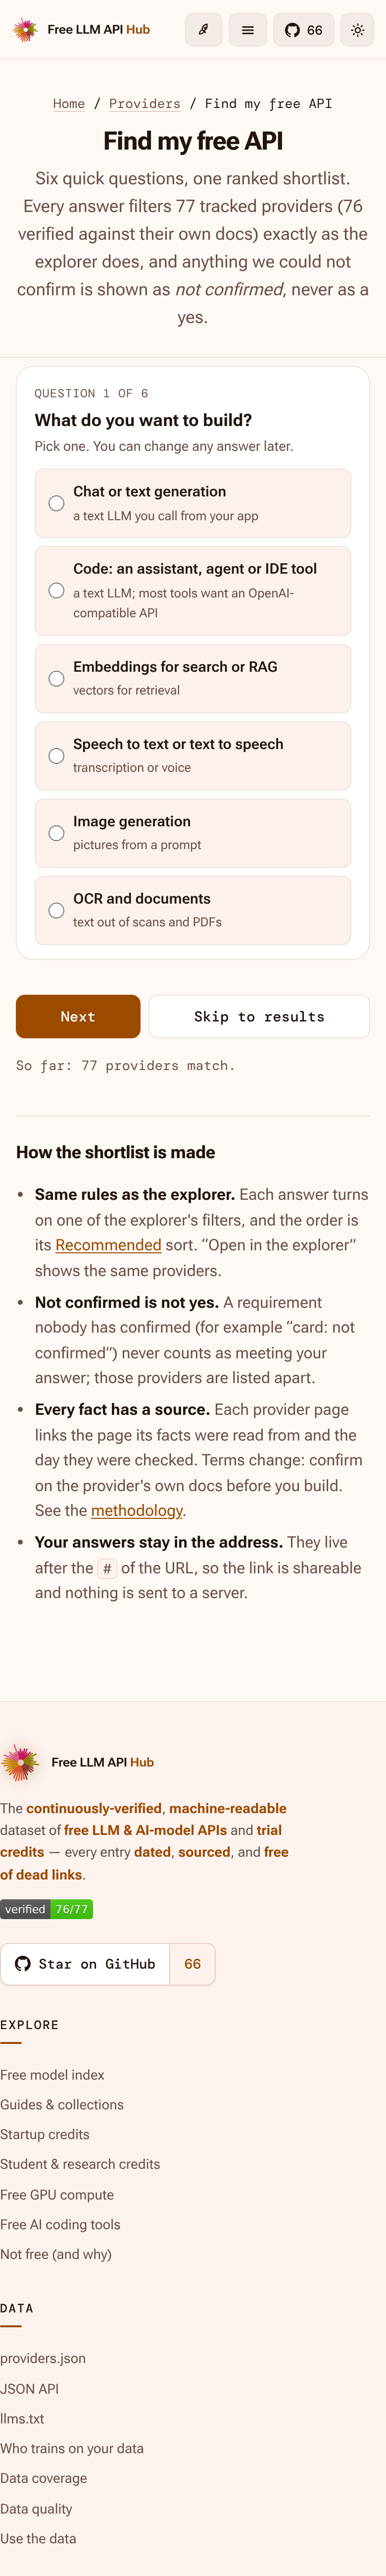 Free LLM API Hub
66
Home / Providers / Find my free API
Find my free API
Six quick questions, one ranked shortlist.
Every answer filters 77 tracked providers (76
verified against their own docs) exactly as the
explorer does, and anything we could not
confirm is shown as not confirmed, never as a
yes.
QUESTION 1 OF 6
What do you want to build?
Pick one. You can change any answer later.
Chat or text generation
a text LLM you call from your app
Code: an assistant, agent or IDE tool
a text LLM; most tools want an OpenAI-
compatible API
Embeddings for search or RAG
vectors for retrieval
Speech to text or text to speech
transcription or voice
Image generation
pictures from a prompt
OCR and documents
text out of scans and PDFs
Next
Skip to results
So far: 77 providers match.
How the shortlist is made
• Same rules as the explorer. Each answer turns
on one of the explorer's filters, and the order is
its Recommended sort. “Open in the explorer”
shows the same providers.
• Not confirmed is not yes. A requirement
nobody has confirmed (for example “card: not
confirmed”) never counts as meeting your
answer; those providers are listed apart.
• Every fact has a source. Each provider page
links the page its facts were read from and the
day they were checked. Terms change: confirm
on the provider's own docs before you build.
See the methodology.
• Your answers stay in the address. They live
after the # of the URL, so the link is shareable
and nothing is sent to a server.
Free LLM API Hub
The continuously-verified, machine-readable
dataset of free LLM & AI-model APIs and trial
credits — every entry dated, sourced, and free
of dead links.
verified 76/77
Star on GitHub 66
EXPLORE
Free model index
Guides & collections
Startup credits
Student & research credits
Free GPU compute
Free AI coding tools
Not free (and why)
DATA
providers.json
JSON API
llms.txt
Who trains on your data
Data coverage
Data quality
Use the data